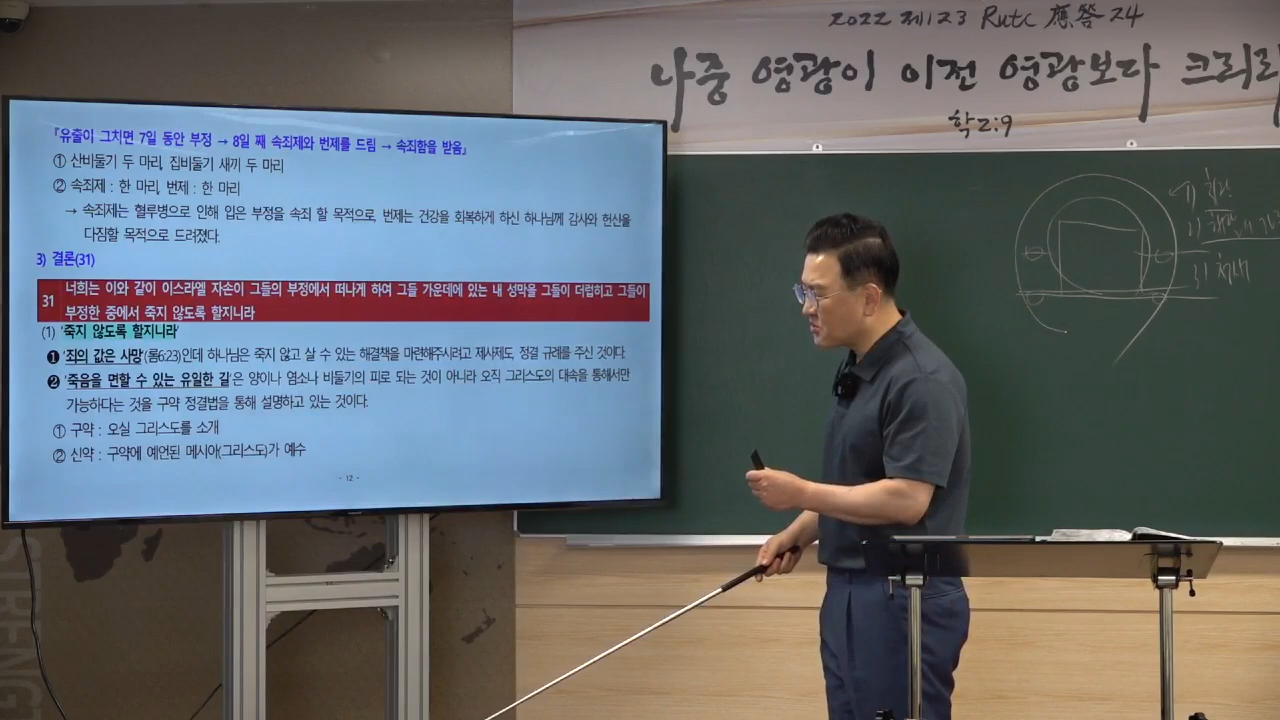 2022 제123 Rutc 應答 24
나중 영광이 이전 영광보다 크리라
학2:9
『유출이 그치면 7일 동안 부정 → 8일 째 속죄제와 번제를 드림 → 속죄함을 받음』
① 산비둘기 두 마리, 집비둘기 새끼 두 마리
② 속죄제 : 한 마리, 번제 : 한 마리
→ 속죄제는 혈루병으로 인해 입은 부정을 속죄 할 목적으로, 번제는 건강을 회복하게 하신 하나님께 감사와 헌신을
다짐할 목적으로 드려졌다.
3) 결론(31)
31 너희는 이와 같이 이스라엘 자손이 그들의 부정에서 떠나게 하여 그들 가운데에 있는 내 성막을 그들이 더럽히고 그들이
부정한 중에서 죽지 않도록 할지니라
(1) '죽지 않도록 할지니라'
❶ '죄의 값은 사망'(롬6:23)인데 하나님은 죽지 않고 살 수 있는 해결책을 마련해주시려고 제사제도, 정결 규례를 주신 것이다.
❷ '죽음을 면할 수 있는 유일한 길'은 양이나 염소나 비둘기의 피로 되는 것이 아니라 오직 그리스도의 대속을 통해서만
가능하다는 것을 구약 정결법을 통해 설명하고 있는 것이다.
① 구약 : 오실 그리스도를 소개
② 신약 : 구약에 예언된 메시아(그리스도)가 예수
- 12 -
1)
2)
3)